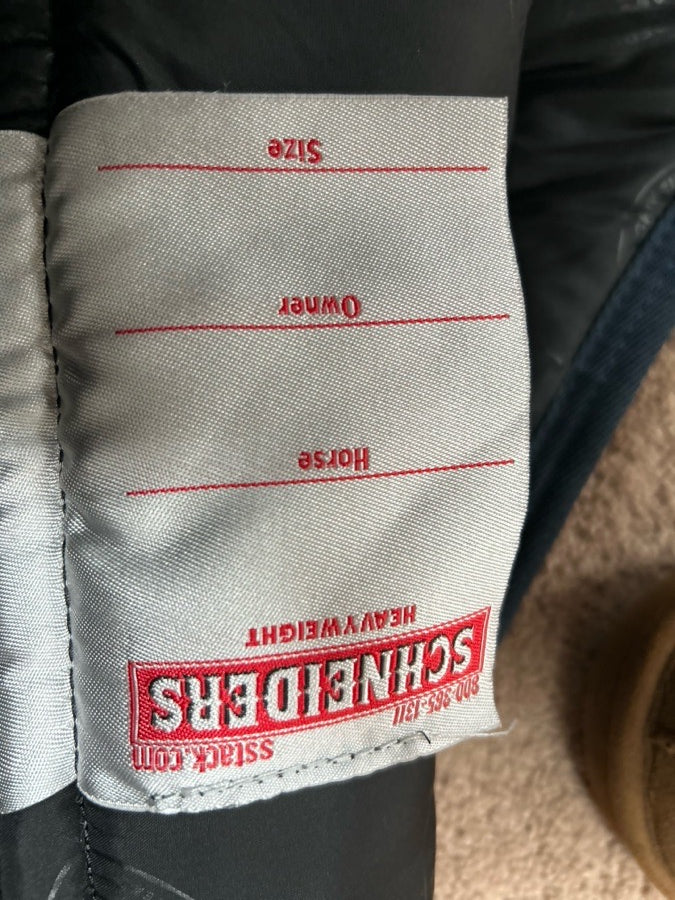 sstack.com 800-365-1311
SCHNEIDERS
HEAVYWEIGHT
Horse
Owner
Size